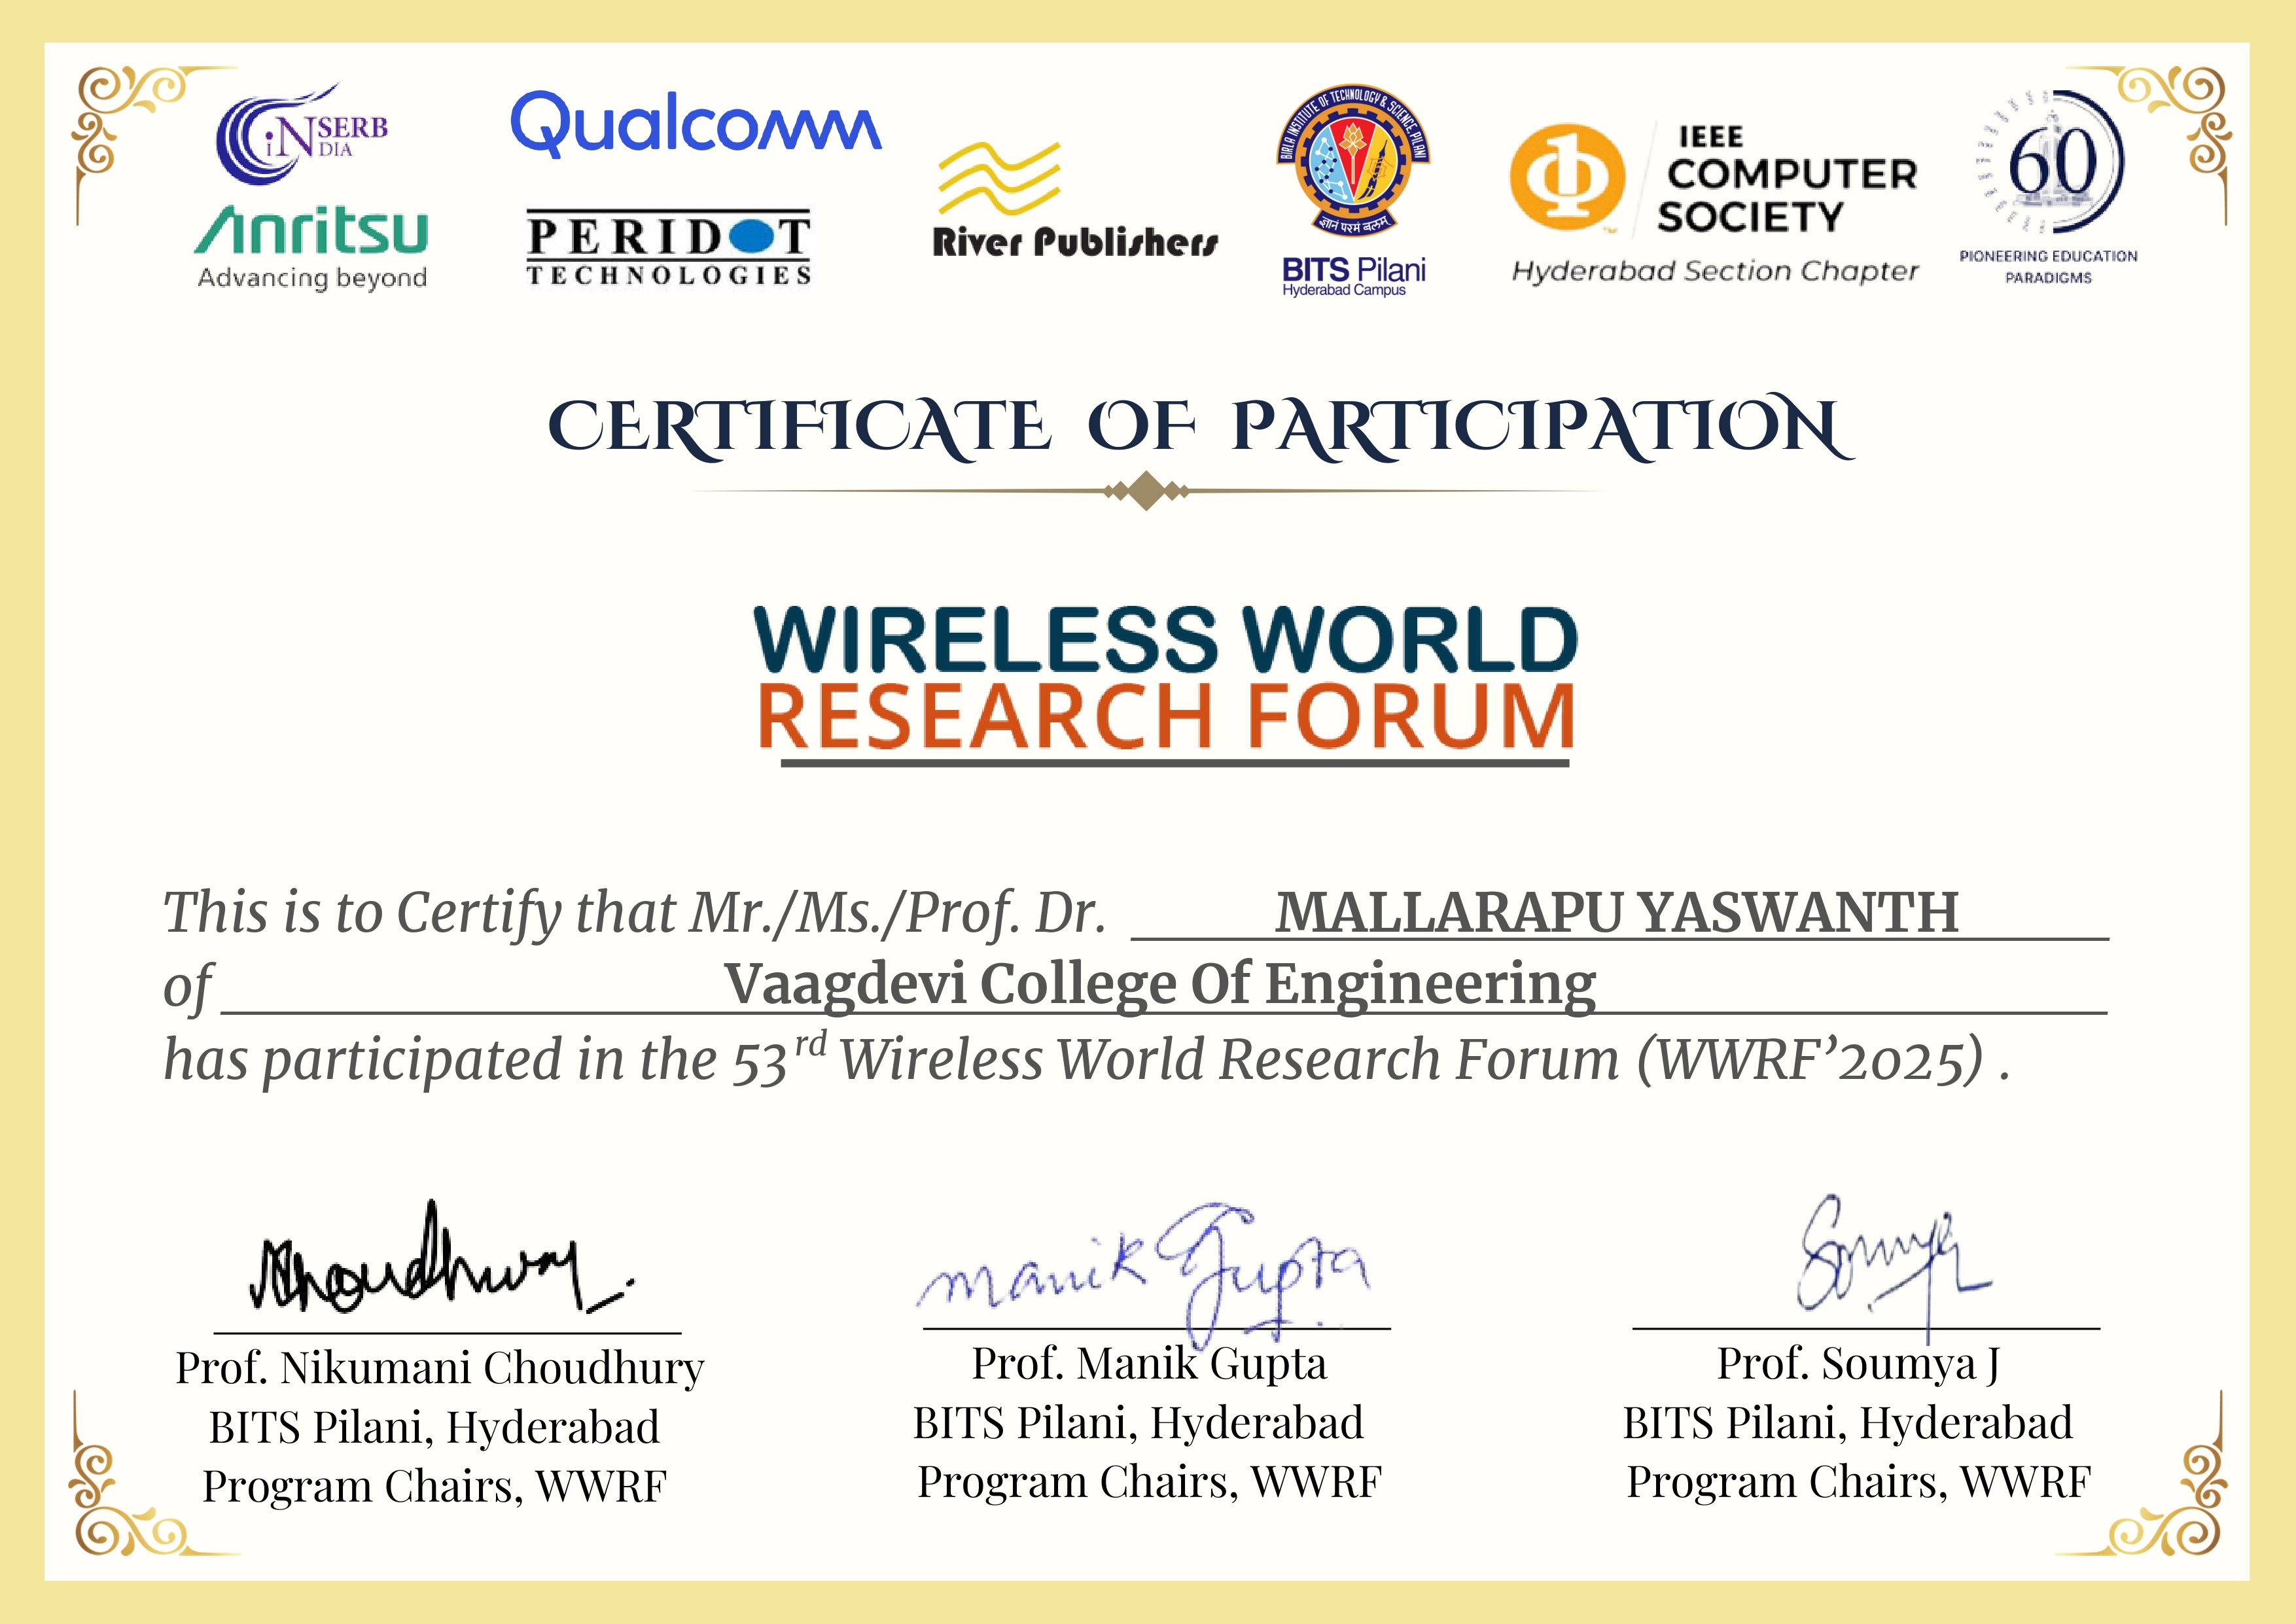 SERB
iNDIA
Qualcomm
Anritsu
Advancing beyond
PERIDOT
TECHNOLOGIES
River Publishers
BIRLA INSTITUTE OF TECHNOLOGY & SCIENCE, PILANI
ज्ञानं परमं बलम्
BITS Pilani
Hyderabad Campus
IEEE
COMPUTER
SOCIETY
TM
Hyderabad Section Chapter
60
PIONEERING EDUCATION
PARADIGMS
CERTIFICATE OF PARTICIPATION
WIRELESS WORLD
RESEARCH FORUM
This is to Certify that Mr./Ms./Prof. Dr. MALLARAPU YASWANTH
of Vaagdevi College Of Engineering
has participated in the 53rd Wireless World Research Forum (WWRF’2025) .
Choudhury
Manik Gupta
Soumya
Prof. Nikumani Choudhury
BITS Pilani, Hyderabad
Program Chairs, WWRF
Prof. Manik Gupta
BITS Pilani, Hyderabad
Program Chairs, WWRF
Prof. Soumya J
BITS Pilani, Hyderabad
Program Chairs, WWRF